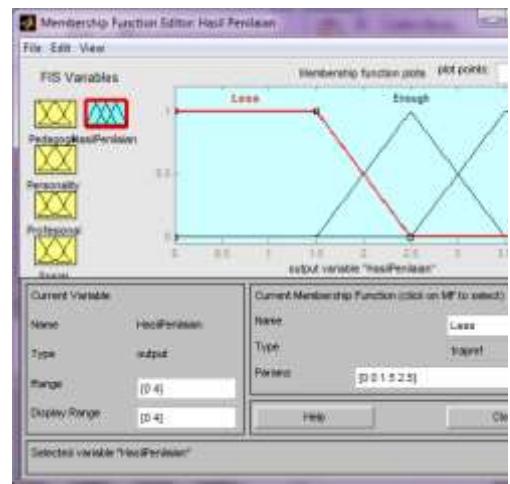 Membership Function Editor: Hasil Penilaian
File Edit View
FIS Variables
Membership function plots
plot points:
Less
Enough
1
0.5
0
Pedagogi
HasilPenilaian
Personality
Profesional
0 0.5 1 1.5 2 2.5 3
output variable "HasilPenilaian"
Current Variable
Name HasilPenilaian
Type output
Range [0 4]
Display Range [0 4]
Current Membership Function (click on MF to select)
Name Less
Type trapmf
Params [0 0 1.5 2.5]
Help
Selected variable "HasilPenilaian"